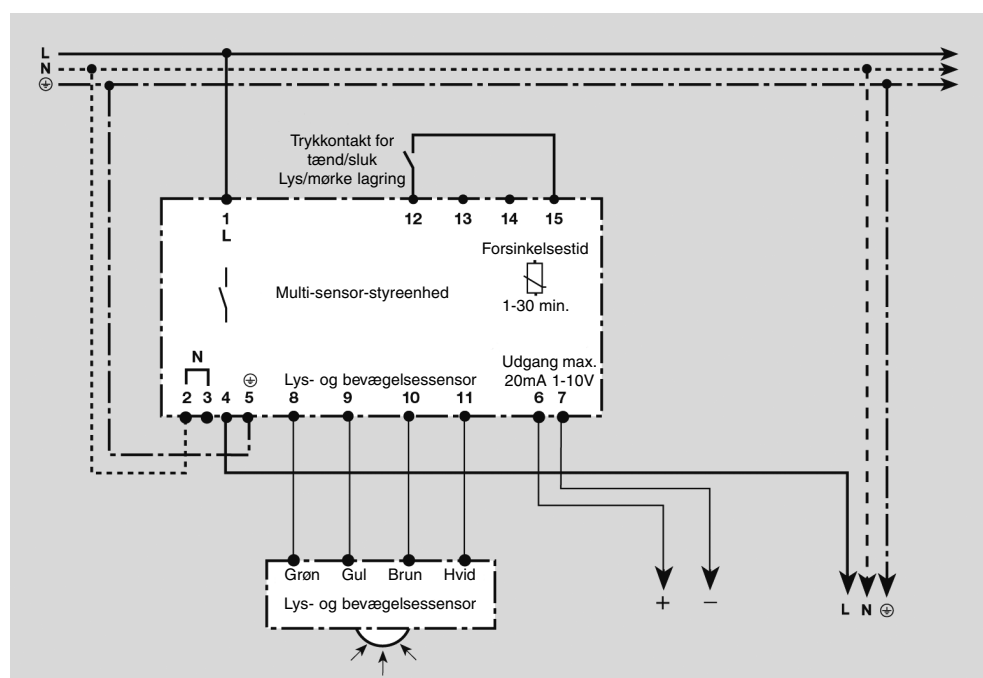 L
N
Trykkontakt for
tænd/sluk
Lys/mørke lagring
1 12 13 14 15
L
Forsinkelsestid
Multi-sensor-styreenhed
1-30 min.
N
Udgang max.
Lys- og bevægelsessensor 20mA 1-10V
2 3 4 5 8 9 10 11 6 7
Grøn Gul Brun Hvid
Lys- og bevægelsessensor
+ −
L N